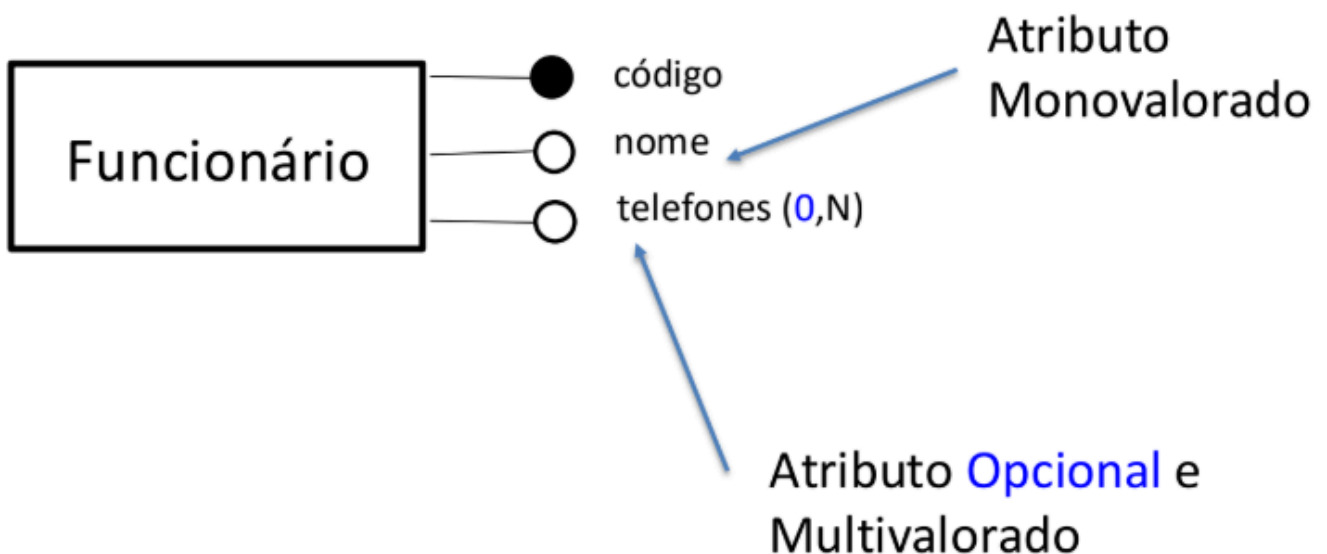 Atributo
Monovalorado
Funcionário
código
nome
telefones (0,N)
Atributo Opcional e
Multivalorado